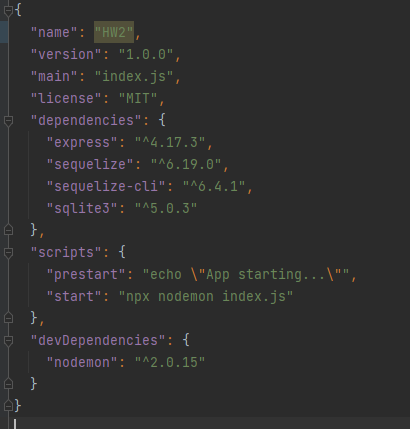 {
"name": "HW2",
"version": "1.0.0",
"main": "index.js",
"license": "MIT",
"dependencies": {
"express": "^4.17.3",
"sequelize": "^6.19.0",
"sequelize-cli": "^6.4.1",
"sqlite3": "^5.0.3"
},
"scripts": {
"prestart": "echo \"App starting...\"",
"start": "npx nodemon index.js"
},
"devDependencies": {
"nodemon": "^2.0.15"
}
}